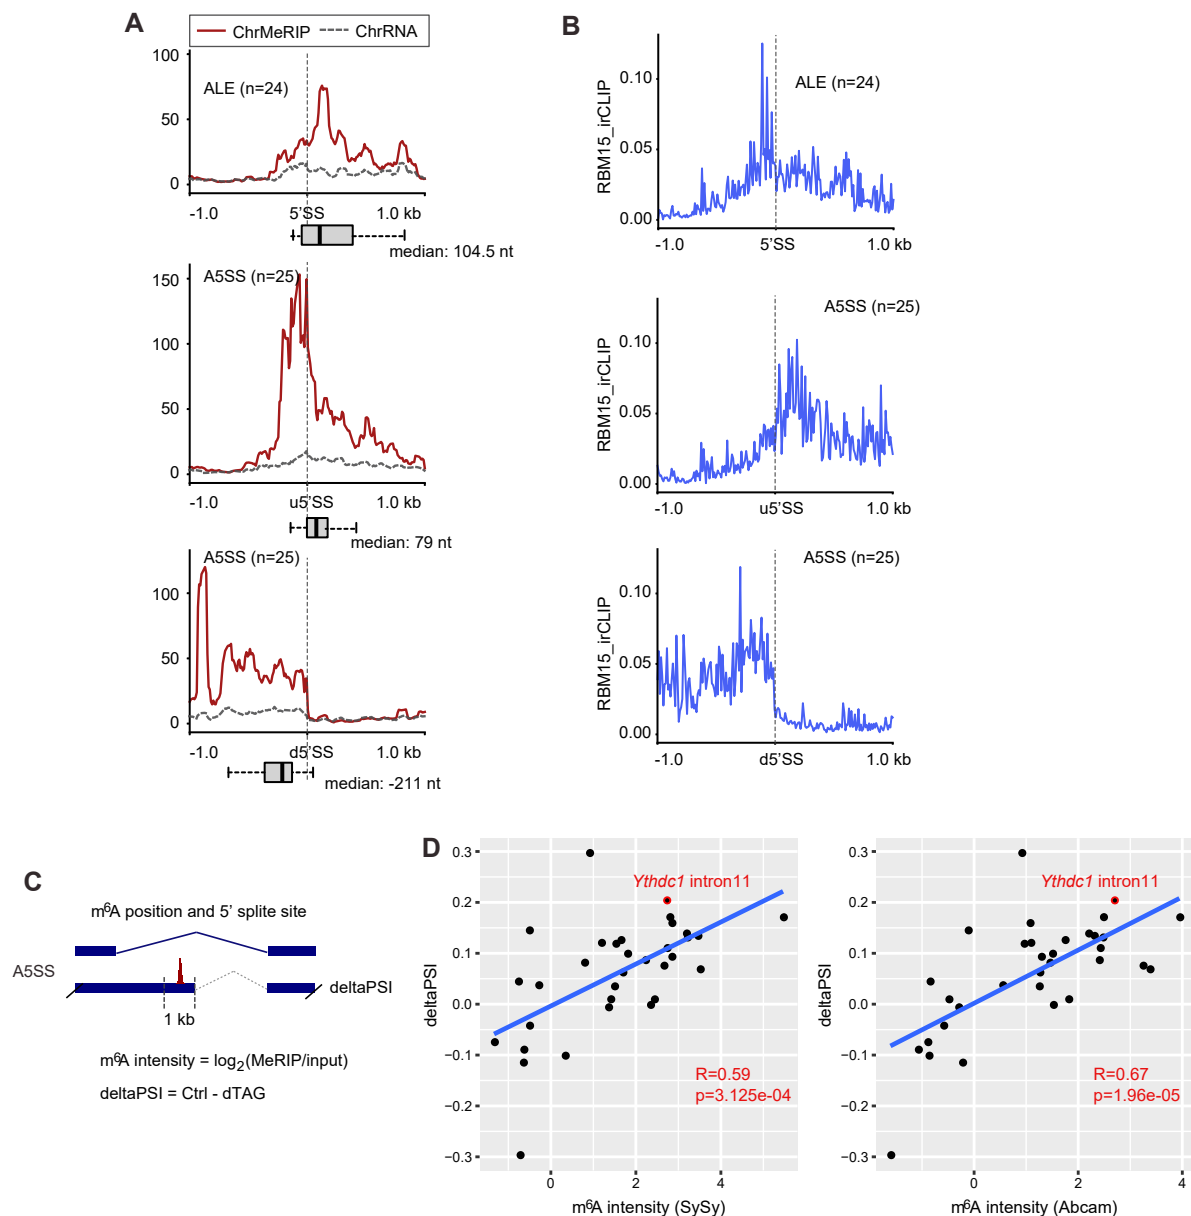 A
ChrMeRIP
ChrRNA
100
50
0
ALE (n=24)
-1.0
5'SS
1.0 kb
median: 104.5 nt
150
100
50
0
A5SS (n=25)
-1.0
u5'SS
1.0 kb
median: 79 nt
100
50
0
A5SS (n=25)
-1.0
d5'SS
1.0 kb
median: -211 nt
B
RBM15_irCLIP
0.10
0.05
0.00
ALE (n=24)
-1.0
5'SS
1.0 kb
RBM15_irCLIP
0.10
0.05
0.00
A5SS (n=25)
-1.0
u5'SS
1.0 kb
RBM15_irCLIP
0.10
0.05
0.00
A5SS (n=25)
-1.0
d5'SS
1.0 kb
C
m⁶A position and 5' splite site
A5SS
deltaPSI
1 kb
m⁶A intensity = log₂(MeRIP/input)
deltaPSI = Ctrl - dTAG
D
deltaPSI
0.3
0.2
0.1
0.0
−0.1
−0.2
−0.3
Ythdc1 intron11
R=0.59
p=3.125e-04
0
2
4
m⁶A intensity (SySy)
deltaPSI
0.3
0.2
0.1
0.0
−0.1
−0.2
−0.3
Ythdc1 intron11
R=0.67
p=1.96e-05
0
2
4
m⁶A intensity (Abcam)